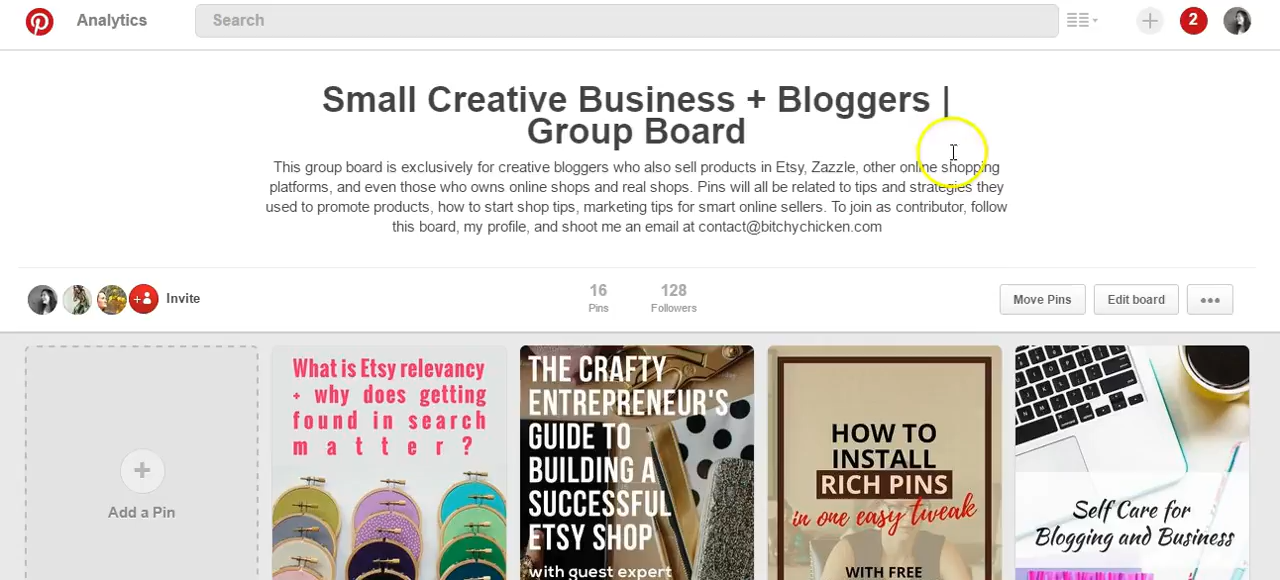 Analytics
Search
2
Small Creative Business + Bloggers |
Group Board
This group board is exclusively for creative bloggers who also sell products in Etsy, Zazzle, other online shopping
platforms, and even those who owns online shops and real shops. Pins will all be related to tips and strategies they
used to promote products, how to start shop tips, marketing tips for smart online sellers. To join as contributor, follow
this board, my profile, and shoot me an email at contact@bitchychicken.com
Invite
16
Pins
128
Followers
Move Pins
Edit board
Add a Pin
What is Etsy relevancy
+ why does getting
found in search
matter?
THE CRAFTY
ENTREPRENEUR'S
GUIDE TO
BUILDING A
SUCCESSFUL
ETSY SHOP
with guest expert
HOW TO
INSTALL
RICH PINS
in one easy tweak
WITH FREE
Self Care for
Blogging and Business